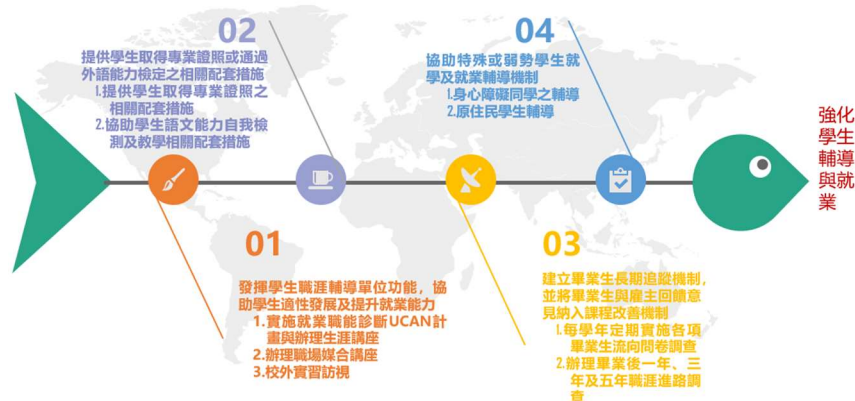 02
提供學生取得專業證照或通過
外語能力檢定之相關配套措施
1.提供學生取得專業證照之
相關配套措施
2.協助學生語文能力自我檢
測及教學相關配套措施
04
協助特殊或弱勢學生就
學及就業輔導機制
1.身心障礙同學之輔導
2.原住民學生輔導
強化
學生
輔導
與就
業
01
發揮學生職涯輔導單位功能，協
助學生適性發展及提升就業能力
1.實施就業職能診斷UCAN計
畫與辦理生涯講座
2.辦理職場媒合講座
3.校外實習訪視
03
建立畢業生長期追蹤機制，
並將畢業生與雇主回饋意
見納入課程改善機制
1.每學年定期實施各項
畢業生流向問卷調查
2.辦理畢業後一年、三
年及五年職涯進路調
查